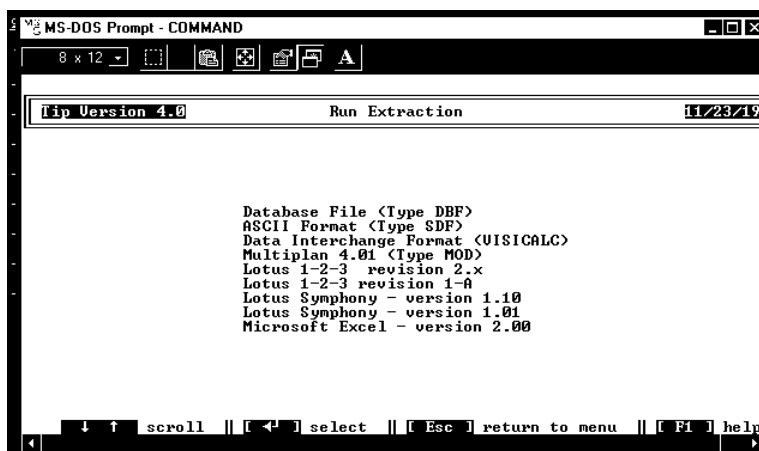 MS-DOS Prompt - COMMAND
8 x 12
A
Tip Version 4.0 Run Extraction 11/23/19
Database File (Type DBF)
ASCII Format (Type SDF)
Data Interchange Format (VISICALC)
Multiplan 4.01 (Type MOD)
Lotus 1-2-3 revision 2.x
Lotus 1-2-3 revision 1-A
Lotus Symphony - version 1.10
Lotus Symphony - version 1.01
Microsoft Excel - version 2.00
↓ ↑ scroll || [ ↵ ] select || [ Esc ] return to menu || [ F1 ] help